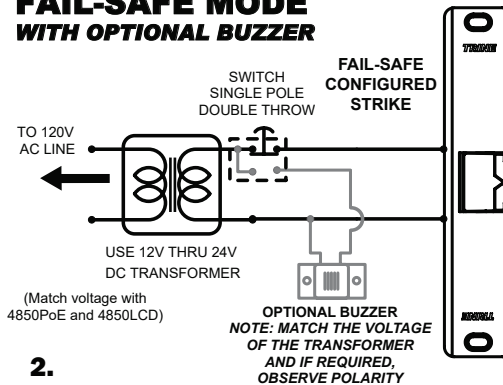 FAIL-SAFE MODE
WITH OPTIONAL BUZZER
SWITCH
SINGLE POLE
DOUBLE THROW
FAIL-SAFE
CONFIGURED
STRIKE
TRINE
TO 120V
AC LINE
USE 12V THRU 24V
DC TRANSFORMER
(Match voltage with
4850PoE and 4850LCD)
OPTIONAL BUZZER
NOTE: MATCH THE VOLTAGE
OF THE TRANSFORMER
AND IF REQUIRED,
OBSERVE POLARITY
2.